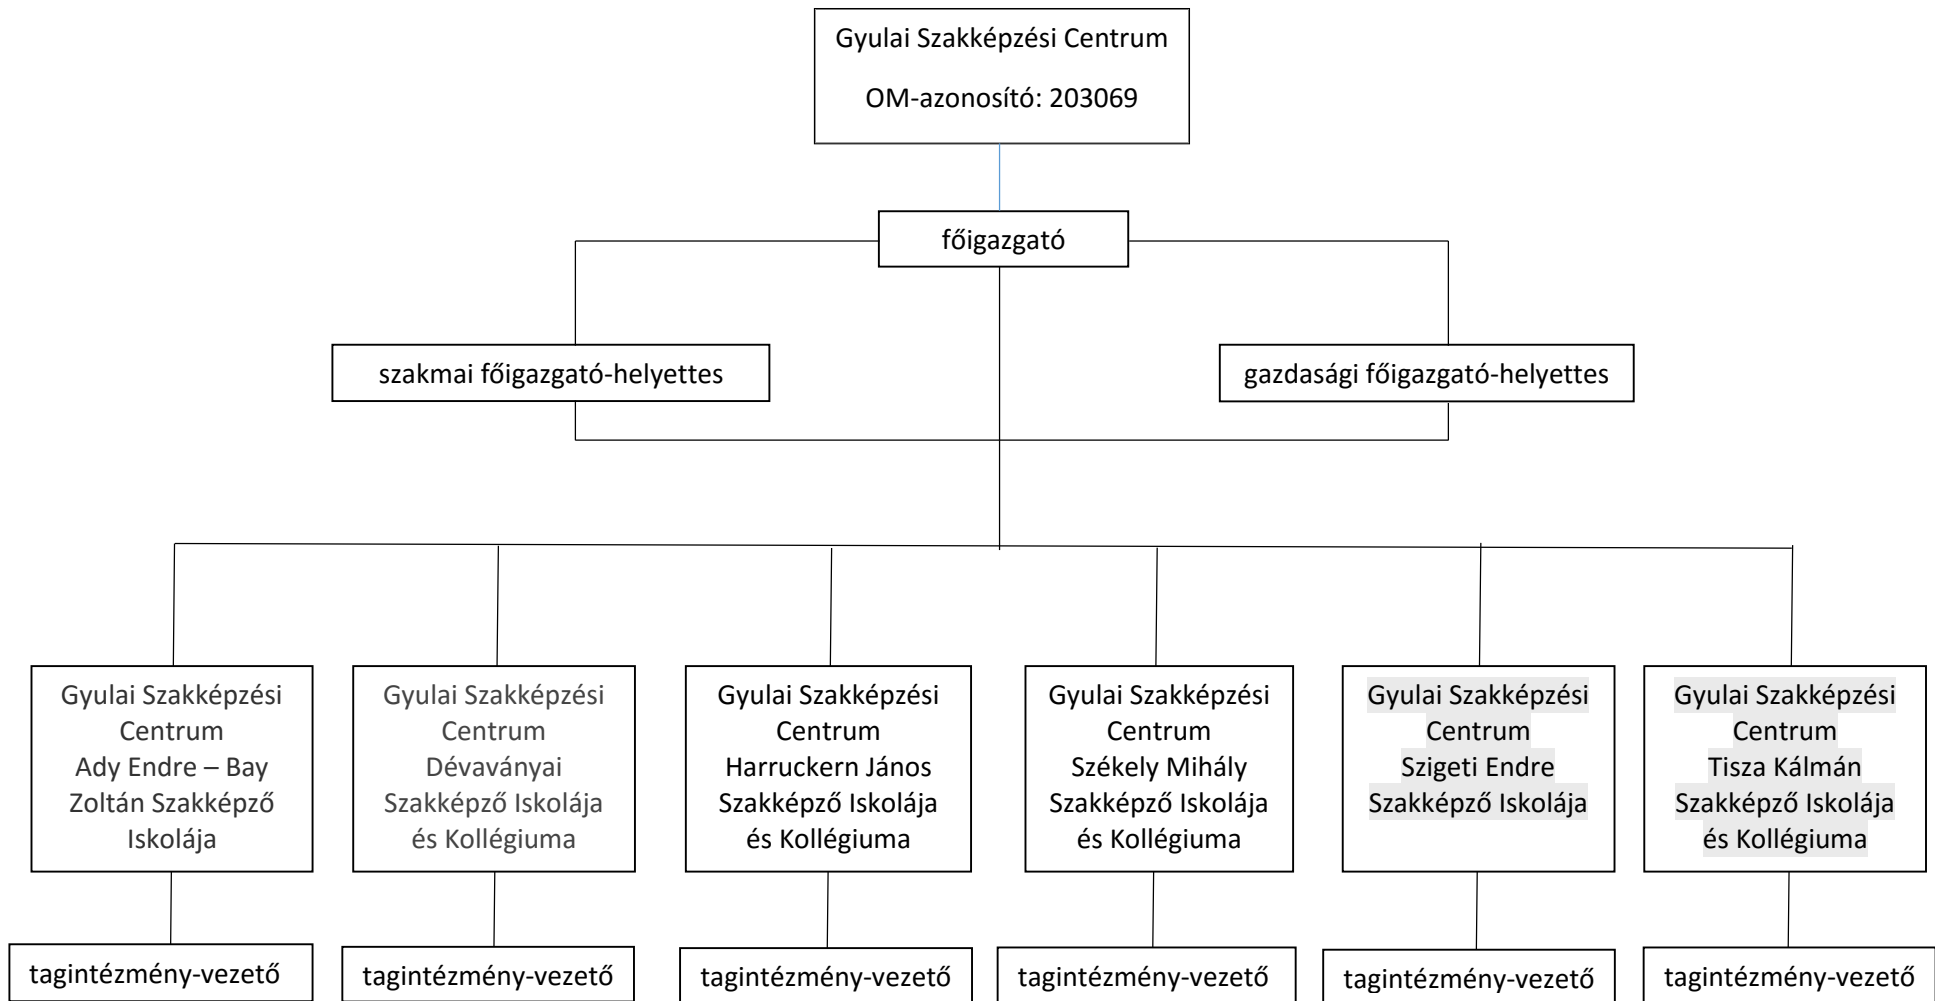 Gyulai Szakképzési Centrum
OM-azonosító: 203069
főigazgató
szakmai főigazgató-helyettes
gazdasági főigazgató-helyettes
Gyulai Szakképzési
Centrum
Ady Endre – Bay
Zoltán Szakképző
Iskolája
Gyulai Szakképzési
Centrum
Dévaványai
Szakképző Iskolája
és Kollégiuma
Gyulai Szakképzési
Centrum
Harruckern János
Szakképző Iskolája
és Kollégiuma
Gyulai Szakképzési
Centrum
Székely Mihály
Szakképző Iskolája
és Kollégiuma
Gyulai Szakképzési
Centrum
Szigeti Endre
Szakképző Iskolája
Gyulai Szakképzési
Centrum
Tisza Kálmán
Szakképző Iskolája
és Kollégiuma
tagintézmény-vezető
tagintézmény-vezető
tagintézmény-vezető
tagintézmény-vezető
tagintézmény-vezető
tagintézmény-vezető